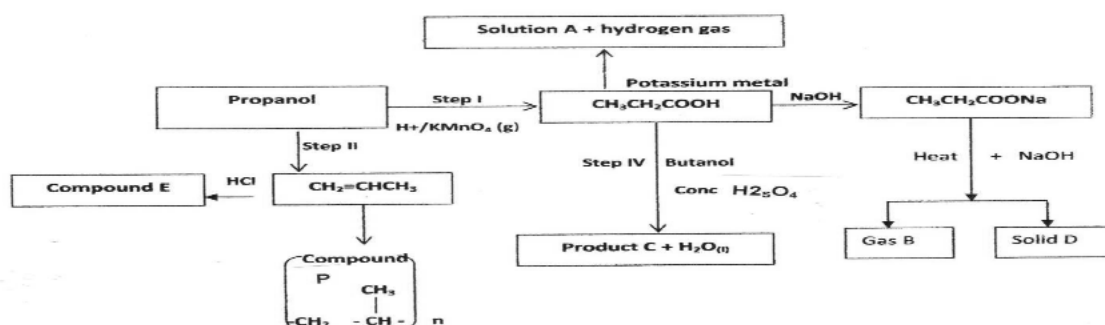 Solution A + hydrogen gas
Potassium metal
Propanol
Step I
H+/KMnO₄ (g)
CH₃CH₂COOH
NaOH
CH₃CH₂COONa
Step II
Step IV
Butanol
Conc H2SO4
Heat + NaOH
Compound E
HCl
CH₂=CHCH₃
Product C + H₂O(l)
Gas B
Solid D
Compound
P
CH₃
-CH₂ - CH - n